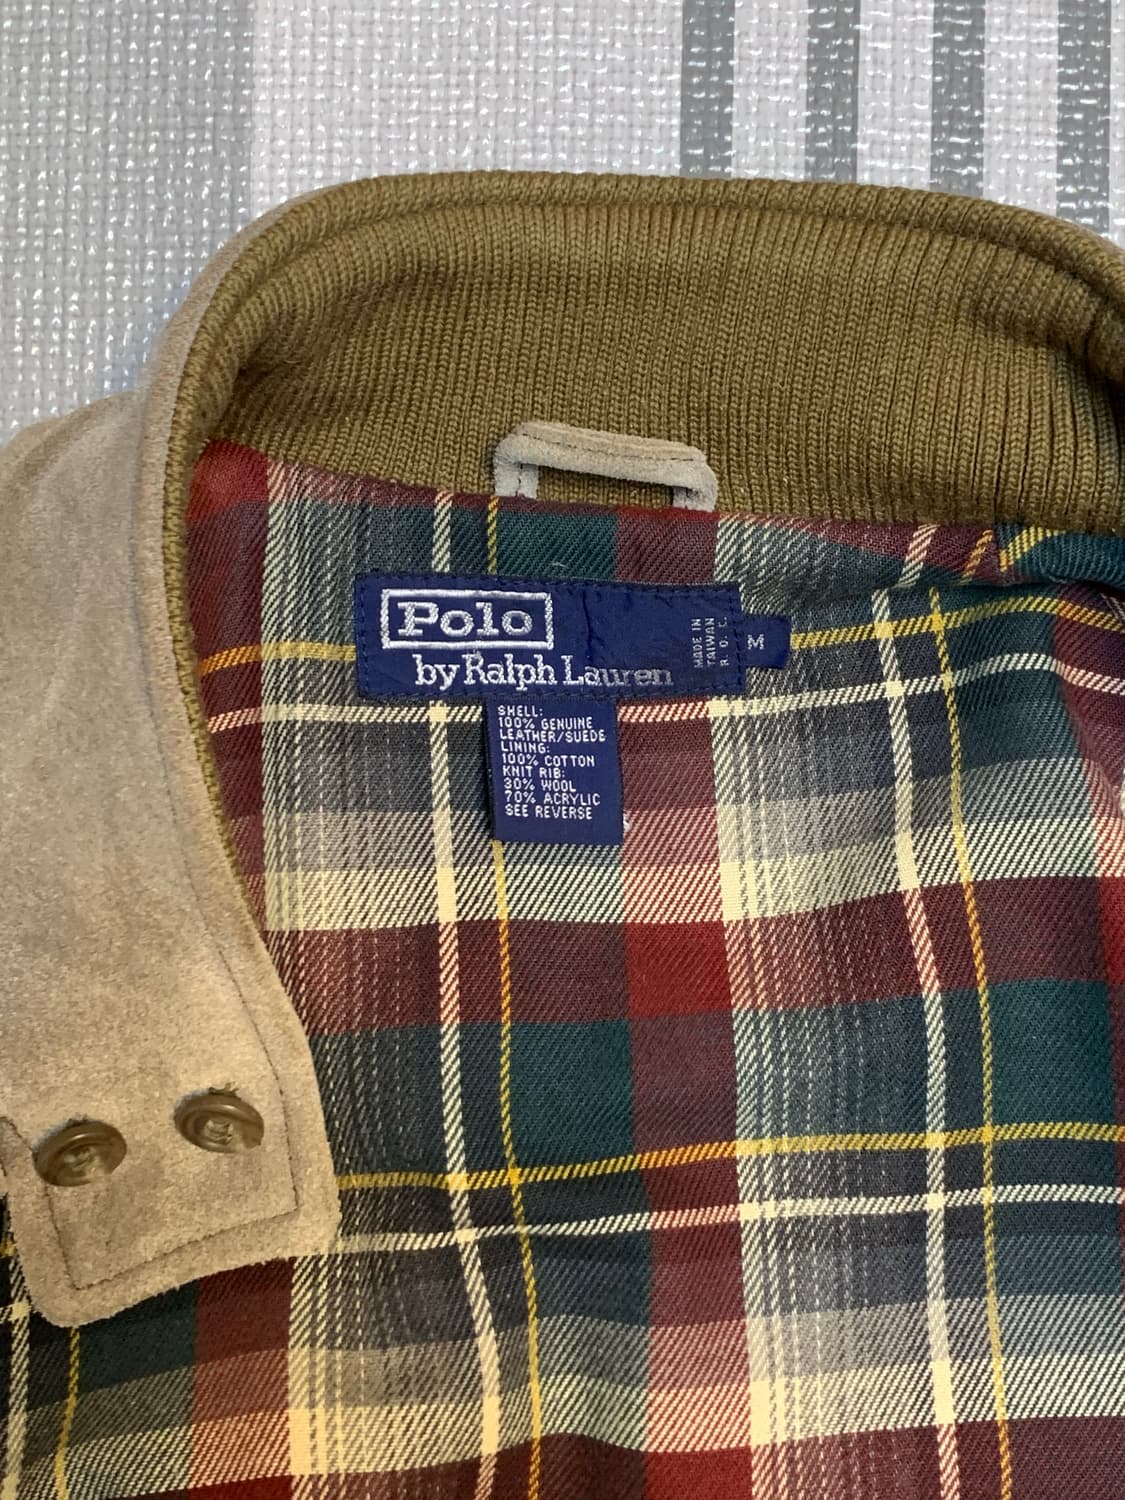 Polo
by Ralph Lauren
MADE IN
TAIWAN
R. O. C.
M
SHELL:
100% GENUINE
LEATHER/SUEDE
LINING:
100% COTTON
KNIT RIB:
30% WOOL
70% ACRYLIC
SEE REVERSE